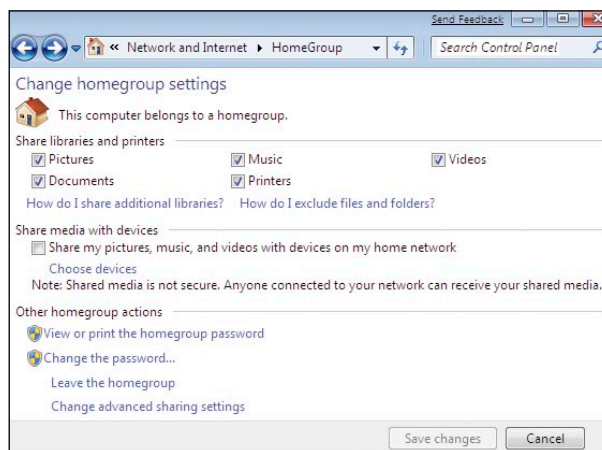 Send Feedback
« Network and Internet HomeGroup Search Control Panel
Change homegroup settings
This computer belongs to a homegroup.
Share libraries and printers
Pictures Music Videos
Documents Printers
How do I share additional libraries? How do I exclude files and folders?
Share media with devices
Share my pictures, music, and videos with devices on my home network
Choose devices
Note: Shared media is not secure. Anyone connected to your network can receive your shared media.
Other homegroup actions
View or print the homegroup password
Change the password...
Leave the homegroup
Change advanced sharing settings
Save changes Cancel